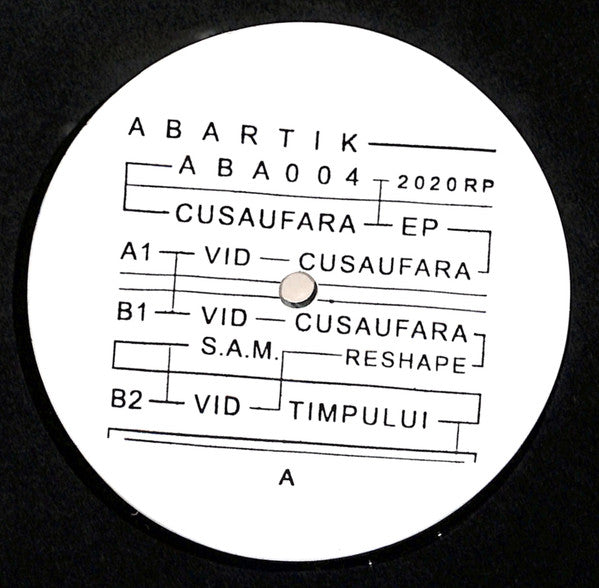 ABARTIK
ABA004 2020RP
CUSAUFARA EP
A1 VID CUSAUFARA
B1 VID CUSAUFARA
S.A.M. RESHAPE
B2 VID TIMPULUI
A